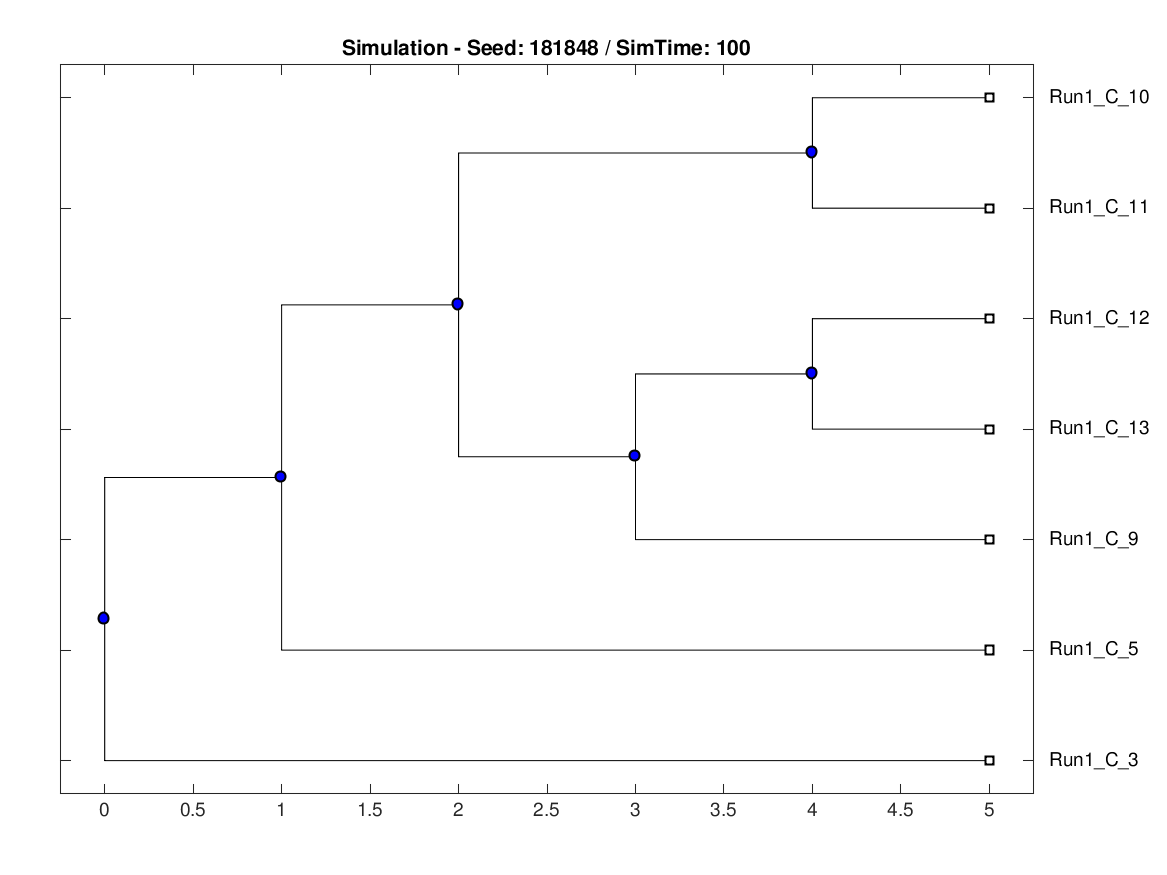 Simulation - Seed: 181848 / SimTime: 100
Run1_C_10
Run1_C_11
Run1_C_12
Run1_C_13
Run1_C_9
Run1_C_5
Run1_C_3
0 0.5 1 1.5 2 2.5 3 3.5 4 4.5 5